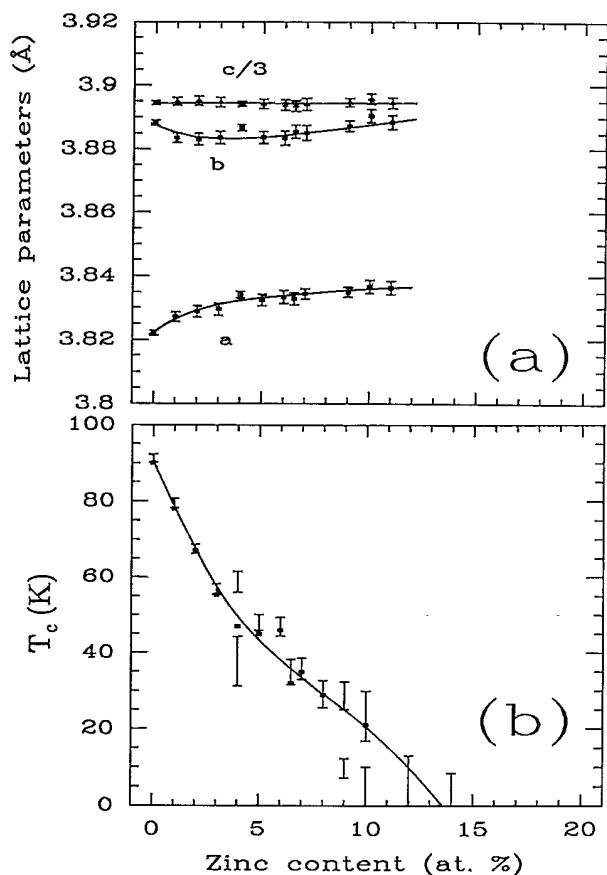 Lattice parameters (Å)
3.92
3.9
3.88
3.86
3.84
3.82
3.8
c/3
b
a
(a)
T_c (K)
100
80
60
40
20
0
(b)
0 5 10 15 20
Zinc content (at. %)